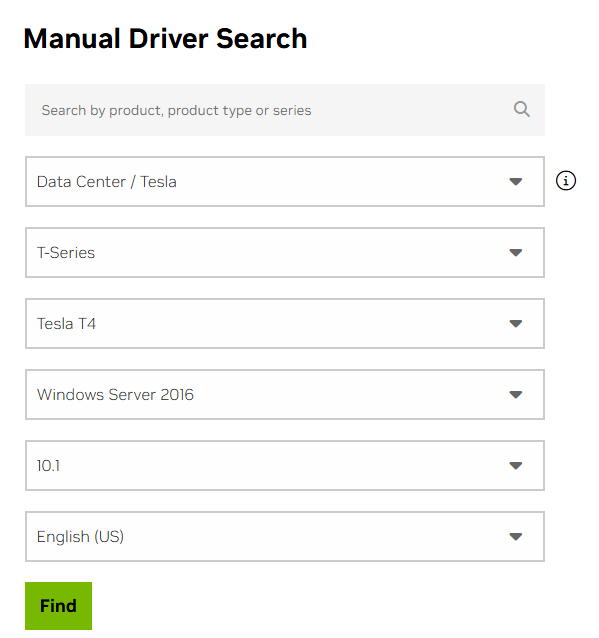 Manual Driver Search
Search by product, product type or series
Data Center / Tesla
T-Series
Tesla T4
Windows Server 2016
10.1
English (US)
Find